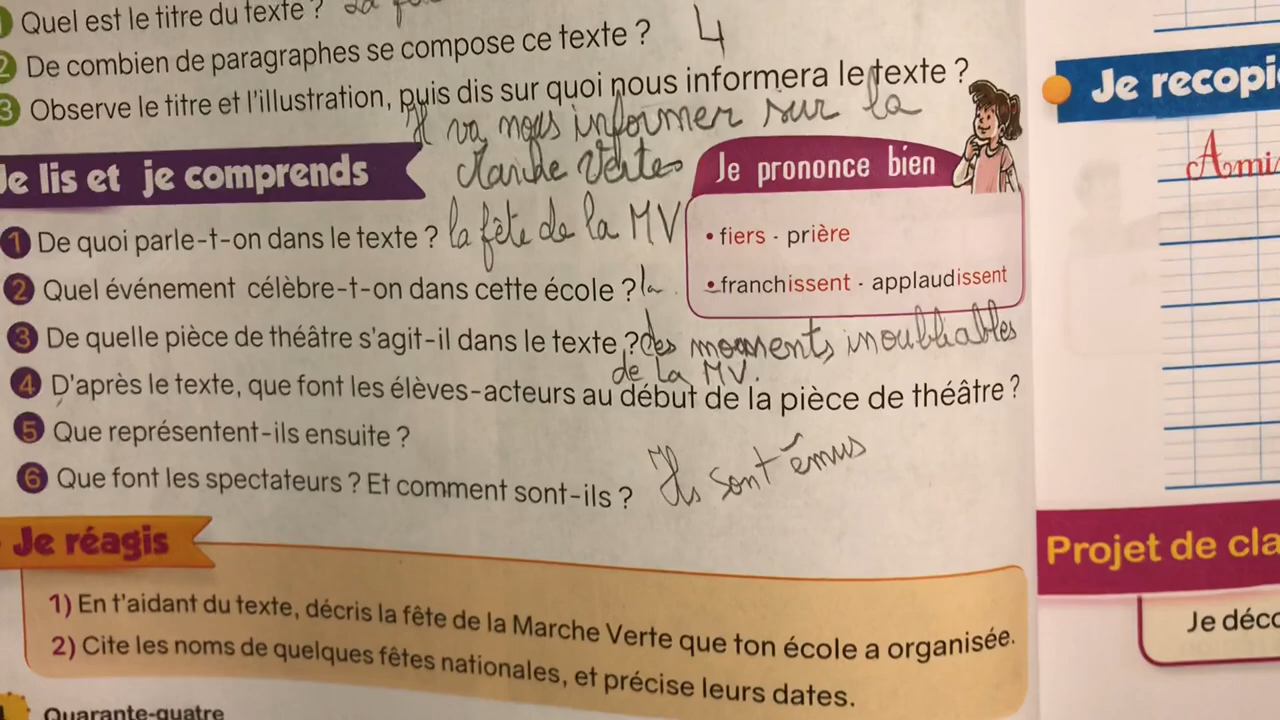 1 Quel est le titre du texte ? La
2 De combien de paragraphes se compose ce texte ? 4
3 Observe le titre et l'illustration, puis dis sur quoi nous informera le texte ?
Il va nous informer sur la
Marche Verte
Je lis et je comprends
Je prononce bien
• fiers - prière
• franchissent - applaudissent
1 De quoi parle-t-on dans le texte ? la fête de la MV
2 Quel événement célèbre-t-on dans cette école ? la
3 De quelle pièce de théâtre s'agit-il dans le texte ? des moments inoubliables
de la MV.
4 D'après le texte, que font les élèves-acteurs au début de la pièce de théâtre ?
5 Que représentent-ils ensuite ?
6 Que font les spectateurs ? Et comment sont-ils ? Ils sont émus
Je réagis
1) En t'aidant du texte, décris la fête de la Marche Verte que ton école a organisée.
2) Cite les noms de quelques fêtes nationales, et précise leurs dates.
Quarante-quatre
Je recopi
Ami
Projet de cla
Je déco